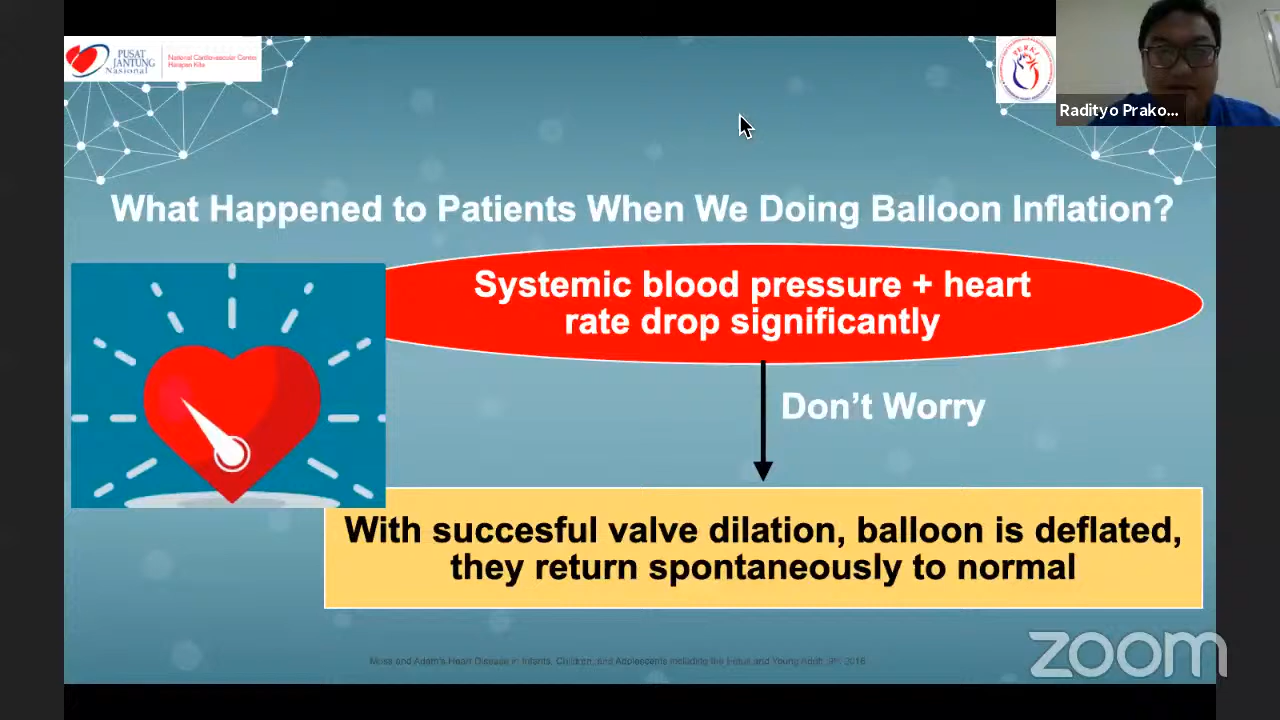 PUSAT
JANTUNG
Nasional
National Cardiovascular Center
Harapan Kita
PERKI
Radityo Prako...
What Happened to Patients When We Doing Balloon Inflation?
Systemic blood pressure + heart
rate drop significantly
Don't Worry
With succesful valve dilation, balloon is deflated,
they return spontaneously to normal
Moss and Adam's Heart Disease in Infants, Children, and Adolescents Including the Fetus and Young Adult, 9th, 2016
zoom